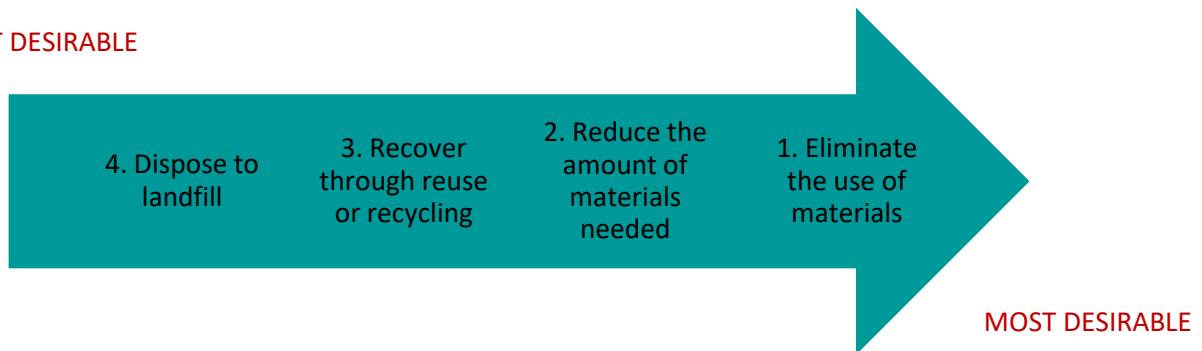 DESIRABLE
4. Dispose to
landfill
3. Recover
through reuse
or recycling
2. Reduce the
amount of
materials
needed
1. Eliminate
the use of
materials
MOST DESIRABLE